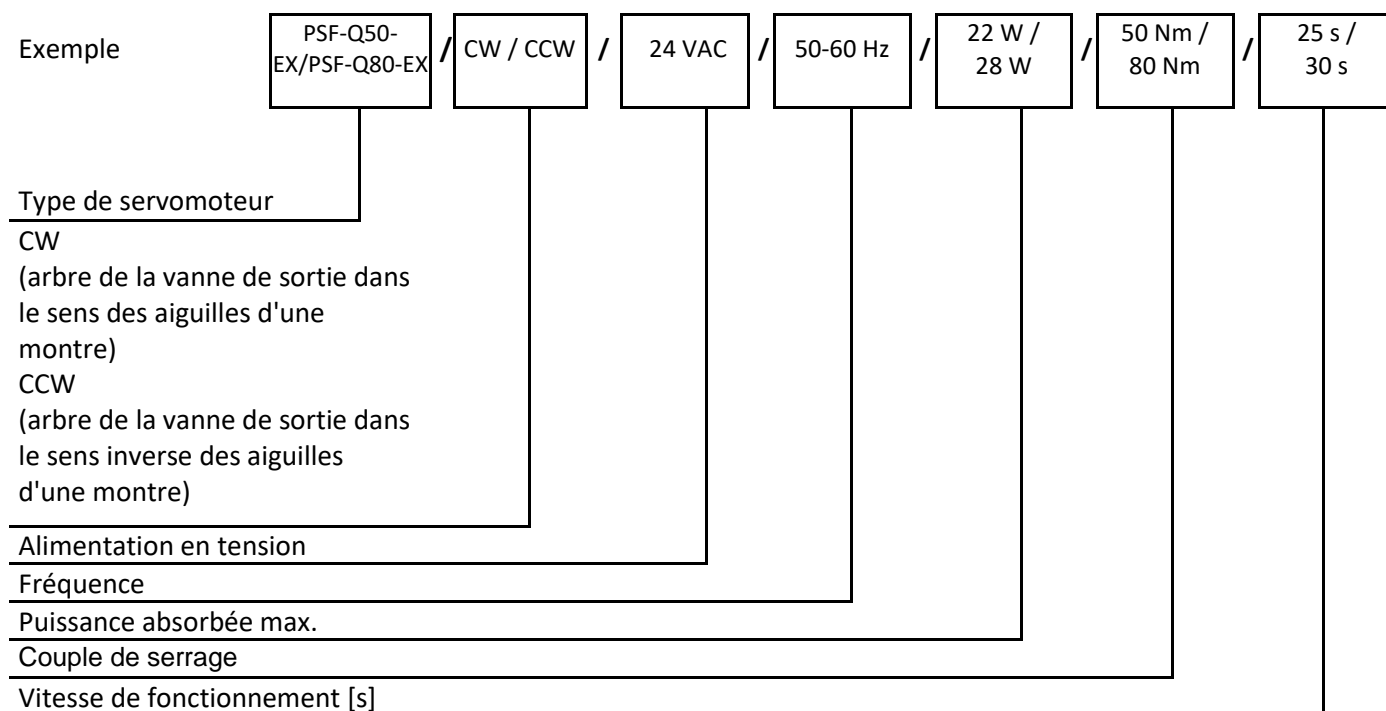 Exemple
PSF-Q50-
EX/PSF-Q80-EX / CW / CCW / 24 VAC / 50-60 Hz / 22 W /
28 W / 50 Nm /
80 Nm / 25 s /
30 s
Type de servomoteur
CW
(arbre de la vanne de sortie dans
le sens des aiguilles d'une
montre)
CCW
(arbre de la vanne de sortie dans
le sens inverse des aiguilles
d'une montre)
Alimentation en tension
Fréquence
Puissance absorbée max.
Couple de serrage
Vitesse de fonctionnement [s]